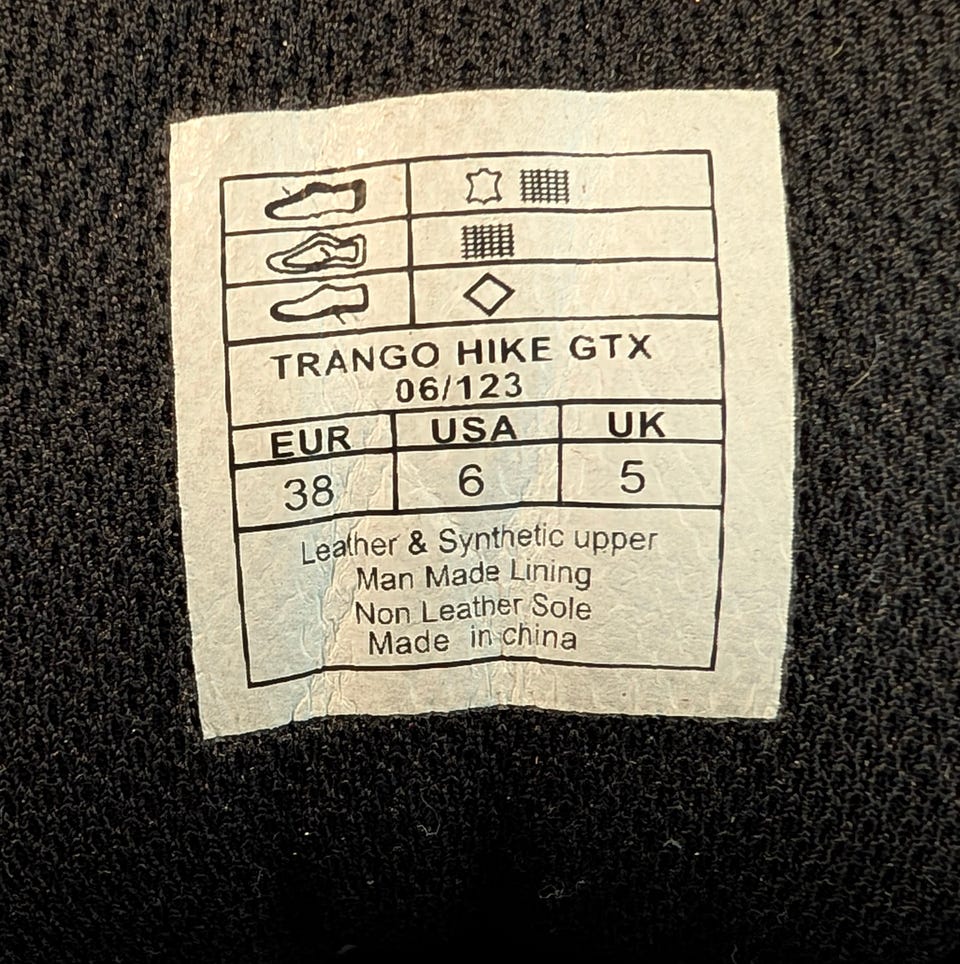 TRANGO HIKE GTX
06/123
EUR USA UK
38 6 5
Leather & Synthetic upper
Man Made Lining
Non Leather Sole
Made in china